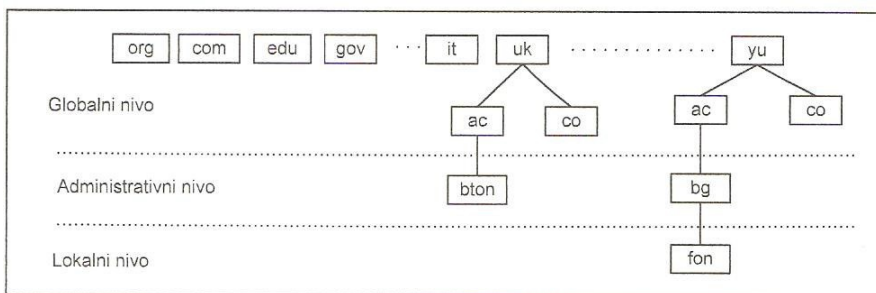 org com edu gov ... it uk .................. yu
Globalni nivo
ac co ac co
Administrativni nivo bton bg
Lokalni nivo fon